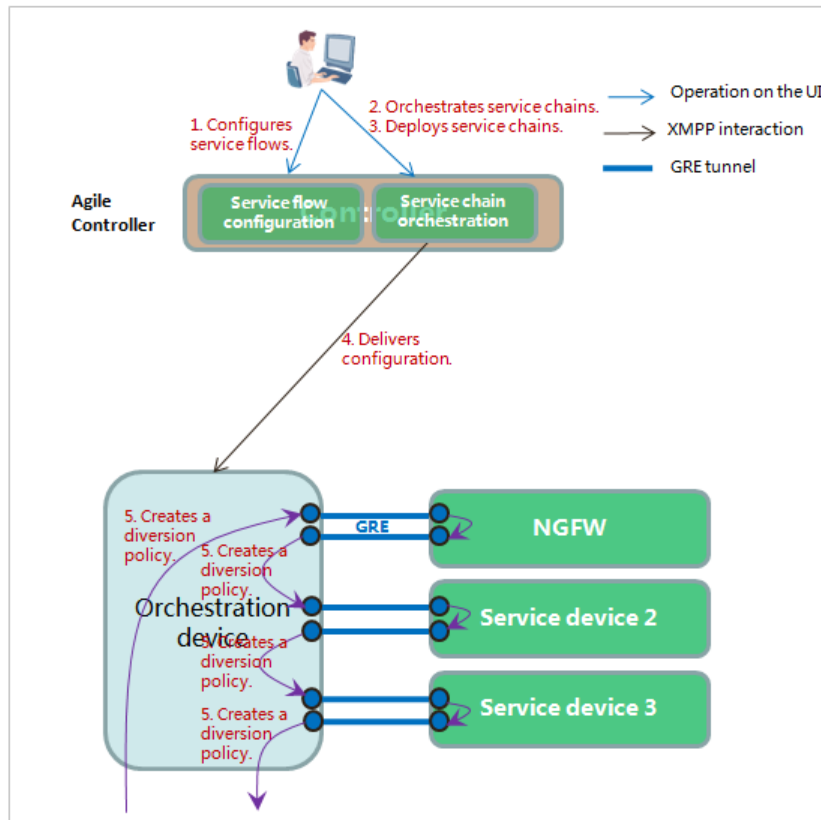 1. Configures
service flows.
2. Orchestrates service chains.
3. Deploys service chains.
Operation on the UI
XMPP interaction
GRE tunnel
Agile
Controller
Controller
Service flow
configuration
Service chain
orchestration
4. Delivers
configuration.
5. Creates a
diversion
policy.
GRE
NGFW
5. Creates a
diversion
policy.
Orchestration
device
Service device 2
5. Creates a
diversion
policy.
Service device 3
5. Creates a
diversion
policy.